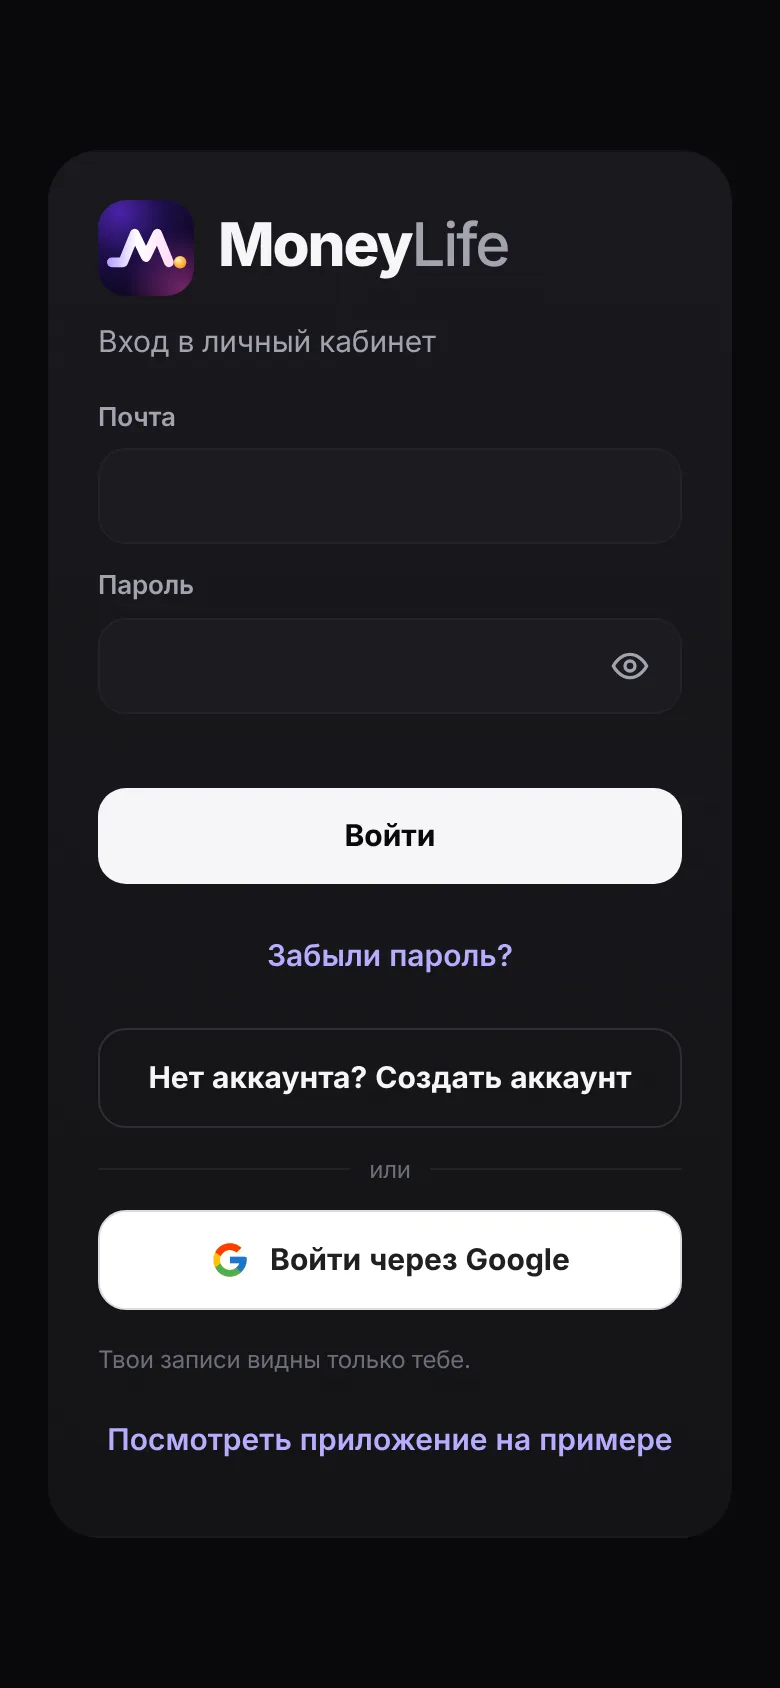 MoneyLife
Вход в личный кабинет
Почта
Пароль
Войти
Забыли пароль?
Нет аккаунта? Создать аккаунт
или
Войти через Google
Твои записи видны только тебе.
Посмотреть приложение на примере